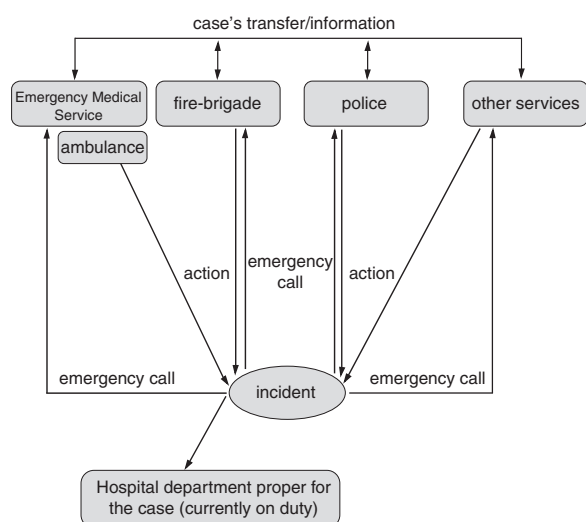 case's transfer/information
Emergency Medical
Service
fire-brigade
police
other services
ambulance
emergency
call
action
action
emergency call
incident
emergency call
Hospital department proper for
the case (currently on duty)